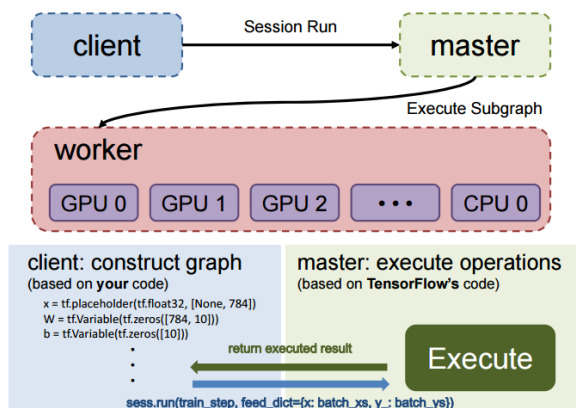 client
Session Run
master
Execute Subgraph
worker
GPU 0
GPU 1
GPU 2
• • •
CPU 0
client: construct graph
(based on your code)
x = tf.placeholder(tf.float32, [None, 784])
W = tf.Variable(tf.zeros([784, 10]))
b = tf.Variable(tf.zeros([10]))
•
•
•
master: execute operations
(based on TensorFlow's code)
return executed result
Execute
sess.run(train_step, feed_dict={x: batch_xs, y_: batch_ys})